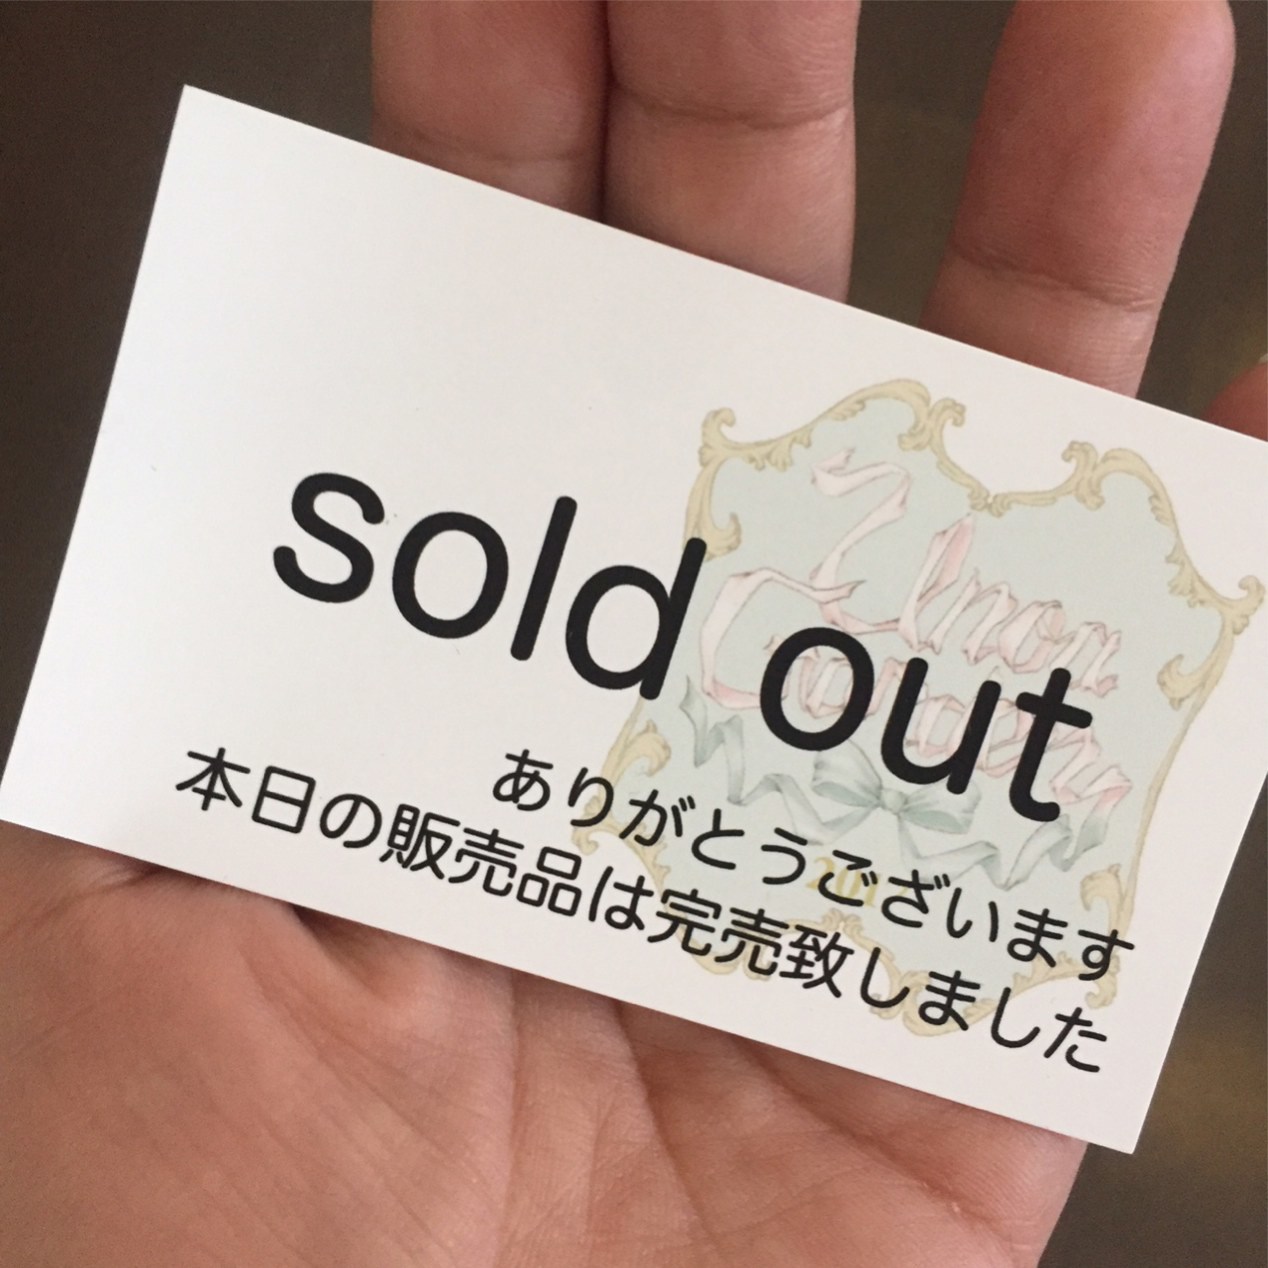 sold out
ありがとうございます
本日の販売品は完売致しました